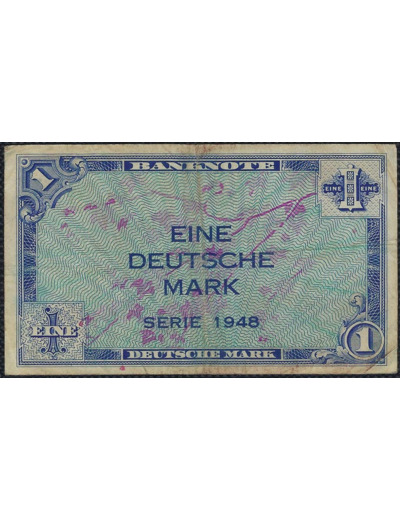 BANKNOTE
1
EINE EINE
EINE
DEUTSCHE
MARK
SERIE 1948
EINE
1
DEUTSCHE MARK